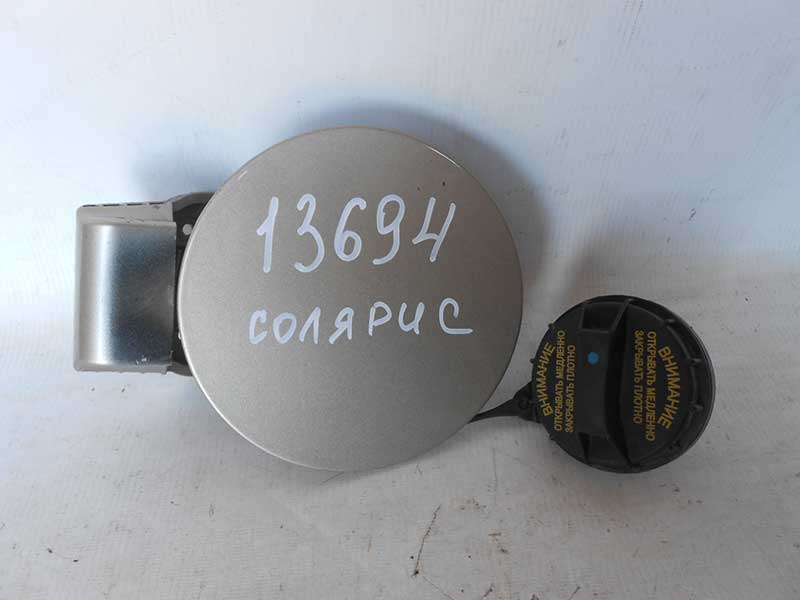 13694
солярис
ВНИМАНИЕ
ОТКРЫВАТЬ МЕДЛЕННО
ЗАКРЫВАТЬ ПЛОТНО
ВНИМАНИЕ
ОТКРЫВАТЬ МЕДЛЕННО
ЗАКРЫВАТЬ ПЛОТНО